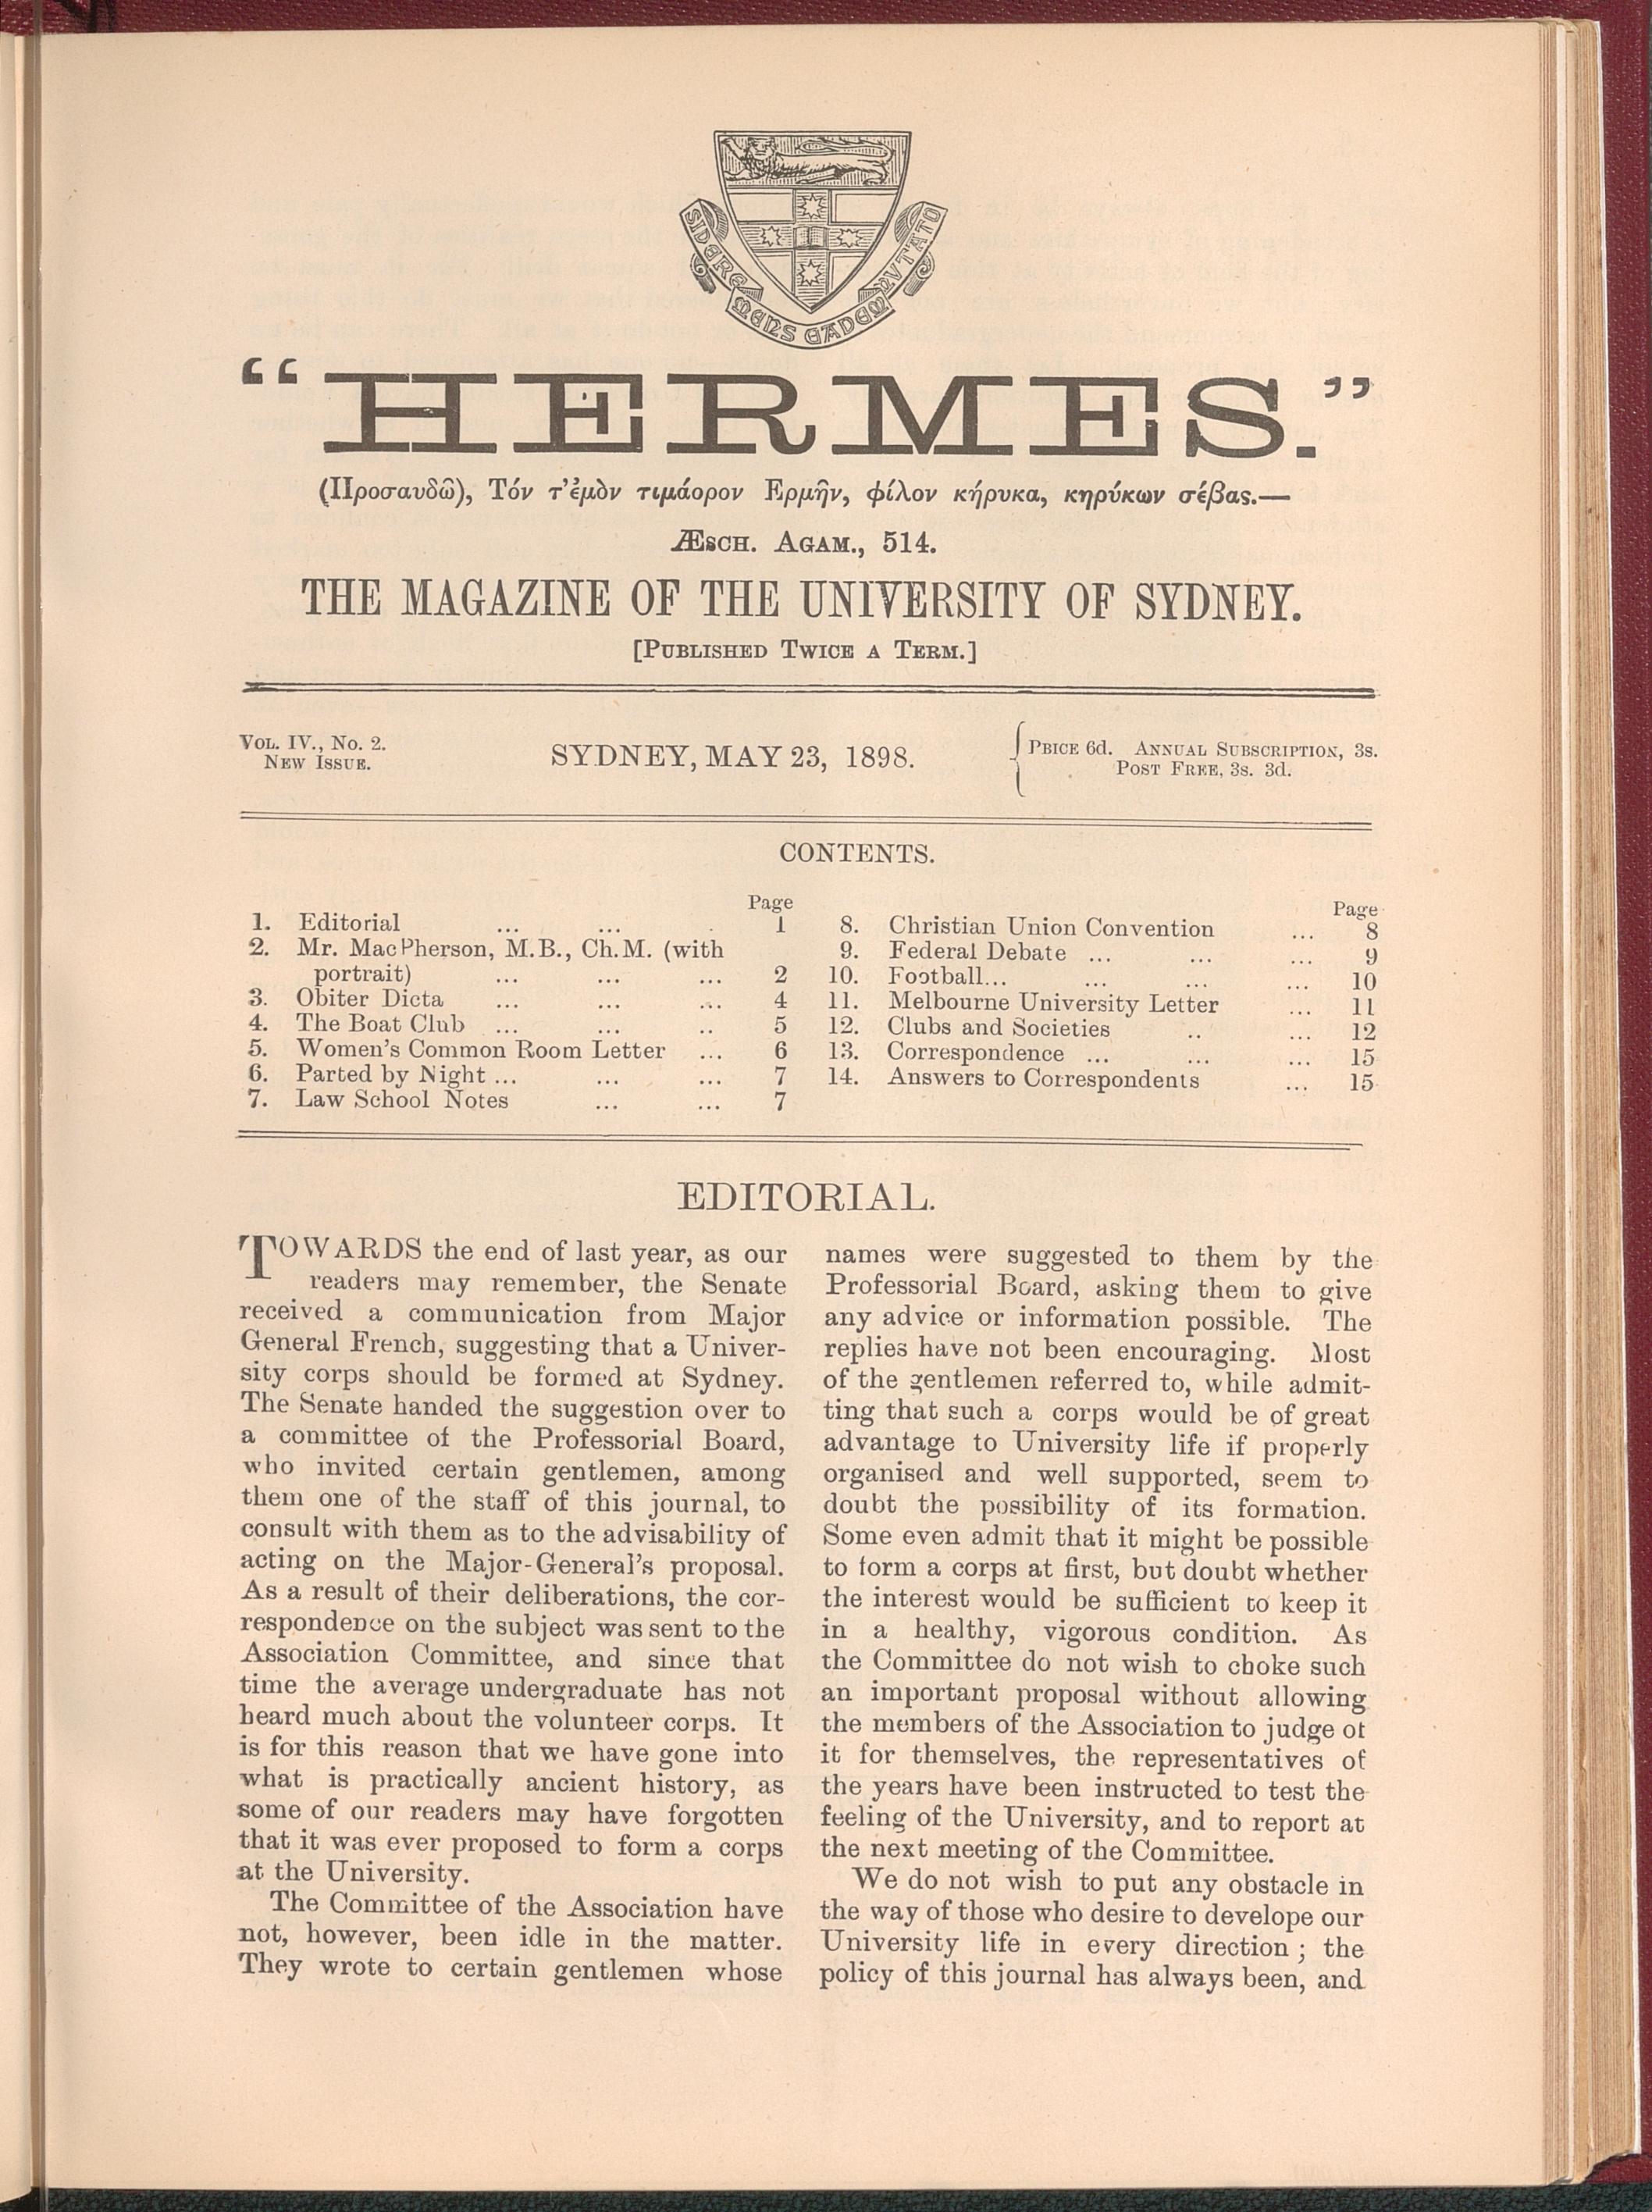 SIDERE MENS EADEM MVTATO
"HERMES."
(Προσαυδῶ), Τόν τ'ἐμὸν τιμάορον Ερμῆν, φίλον κήρυκα, κηρύκων σέβας.—
ÆSCH. AGAM., 514.
THE MAGAZINE OF THE UNIVERSITY OF SYDNEY.
[PUBLISHED TWICE A TERM.]
VOL. IV., No. 2.
NEW ISSUE.
SYDNEY, MAY 23, 1898.
PBICE 6d. ANNUAL SUBSCRIPTION, 3s.
POST FREE, 3s. 3d.
CONTENTS.
Page
1. Editorial ... ... . 1
2. Mr. MacPherson, M.B., Ch.M. (with
portrait) ... ... ... 2
3. Obiter Dicta ... ... ... 4
4. The Boat Club ... ... .. 5
5. Women's Common Room Letter ... 6
6. Parted by Night ... ... ... 7
7. Law School Notes ... ... 7
Page
8. Christian Union Convention ... 8
9. Federal Debate ... ... ... 9
10. Football... ... ... ... 10
11. Melbourne University Letter ... 11
12. Clubs and Societies .. ... 12
13. Correspondence ... ... ... 15
14. Answers to Correspondents ... 15
EDITORIAL.
TOWARDS the end of last year, as our
readers may remember, the Senate
received a communication from Major
General French, suggesting that a Univer-
sity corps should be formed at Sydney.
The Senate handed the suggestion over to
a committee of the Professorial Board,
who invited certain gentlemen, among
them one of the staff of this journal, to
consult with them as to the advisability of
acting on the Major-General's proposal.
As a result of their deliberations, the cor-
respondence on the subject was sent to the
Association Committee, and since that
time the average undergraduate has not
heard much about the volunteer corps. It
is for this reason that we have gone into
what is practically ancient history, as
some of our readers may have forgotten
that it was ever proposed to form a corps
at the University.
The Committee of the Association have
not, however, been idle in the matter.
They wrote to certain gentlemen whose
names were suggested to them by the
Professorial Board, asking them to give
any advice or information possible. The
replies have not been encouraging. Most
of the gentlemen referred to, while admit-
ting that such a corps would be of great
advantage to University life if properly
organised and well supported, seem to
doubt the possibility of its formation.
Some even admit that it might be possible
to form a corps at first, but doubt whether
the interest would be sufficient to keep it
in a healthy, vigorous condition. As
the Committee do not wish to choke such
an important proposal without allowing
the members of the Association to judge of
it for themselves, the representatives of
the years have been instructed to test the
feeling of the University, and to report at
the next meeting of the Committee.
We do not wish to put any obstacle in
the way of those who desire to develope our
University life in every direction ; the
policy of this journal has always been, and